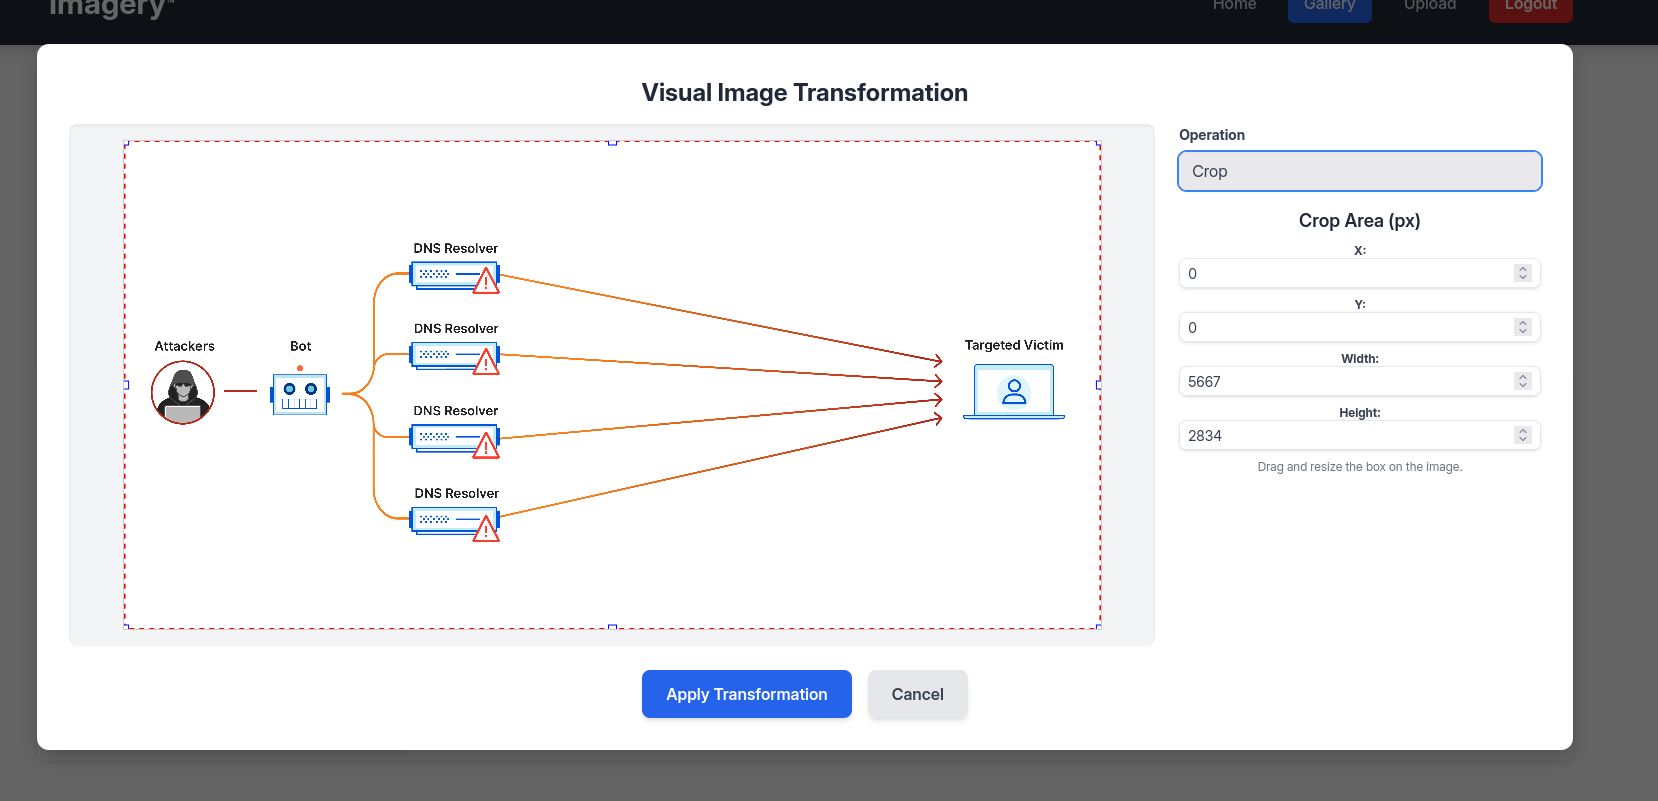 Imagery™
Home Gallery Upload Logout
Visual Image Transformation
DNS Resolver
DNS Resolver
Attackers
Bot
Targeted Victim
DNS Resolver
DNS Resolver
Operation
Crop
Crop Area (px)
X:
0
Y:
0
Width:
5667
Height:
2834
Drag and resize the box on the image.
Apply Transformation
Cancel